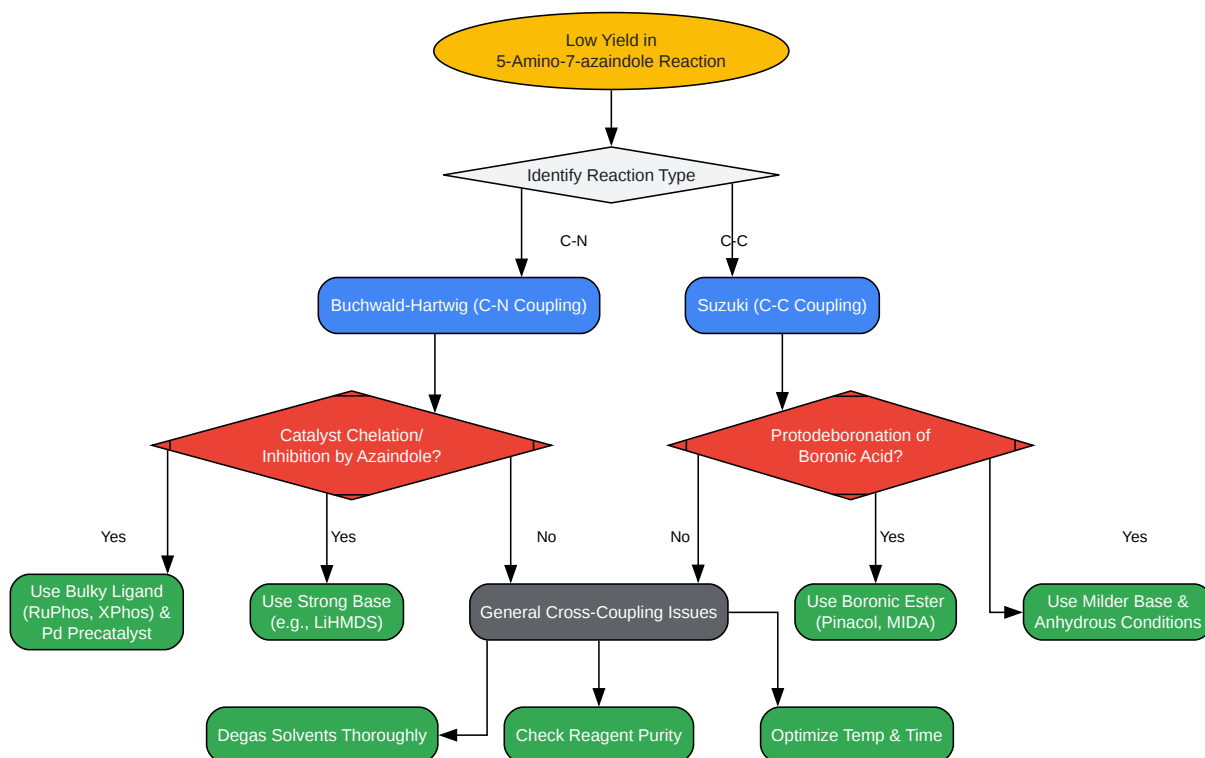 Low Yield in
5-Amino-7-azaindole Reaction
Identify Reaction Type
C-N
C-C
Buchwald-Hartwig (C-N Coupling)
Suzuki (C-C Coupling)
Catalyst Chelation/
Inhibition by Azaindole?
Protodeboronation of
Boronic Acid?
Yes
Yes
No
No
Yes
Yes
Use Bulky Ligand
(RuPhos, XPhos) &
Pd Precatalyst
Use Strong Base
(e.g., LiHMDS)
General Cross-Coupling Issues
Use Boronic Ester
(Pinacol, MIDA)
Use Milder Base &
Anhydrous Conditions
Degas Solvents Thoroughly
Check Reagent Purity
Optimize Temp & Time